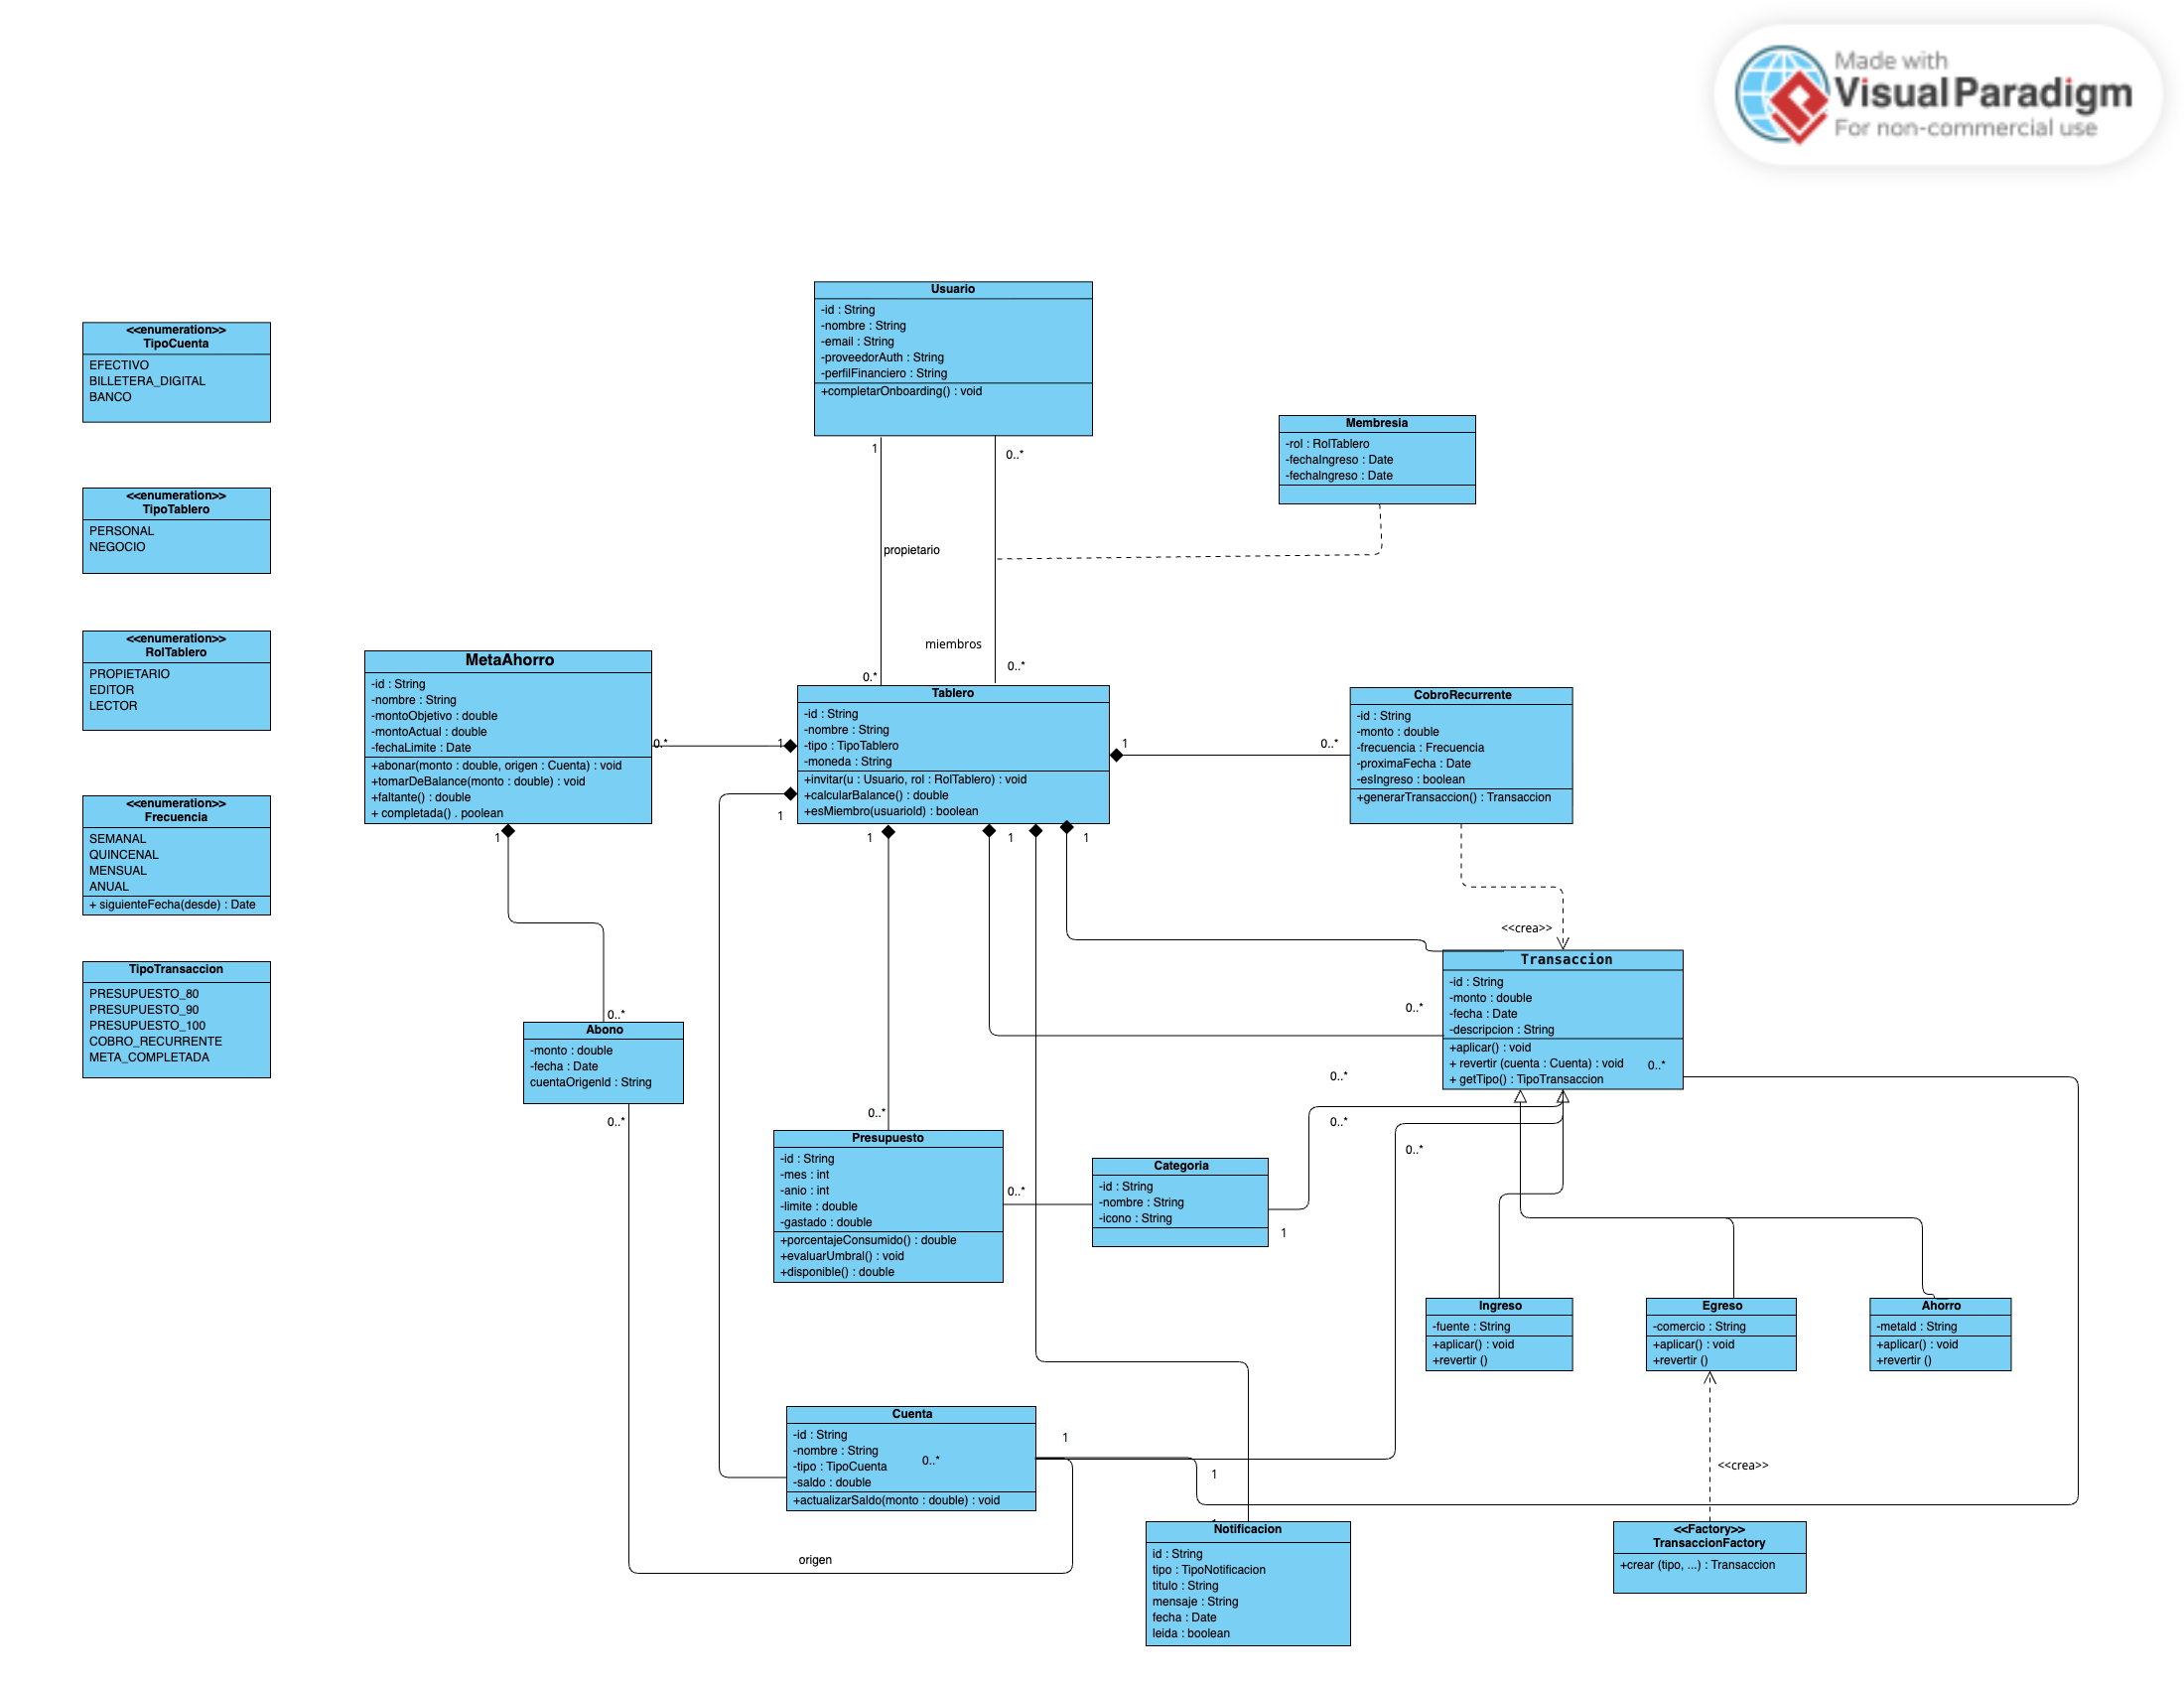 Made with
Visual Paradigm
For non-commercial use
Usuario
-id : String
-nombre : String
-email : String
-proveedorAuth : String
-perfilFinanciero : String
+completarOnboarding() : void
<<enumeration>>
TipoCuenta
EFECTIVO
BILLETERA_DIGITAL
BANCO
Membresia
-rol : RolTablero
-fechaIngreso : Date
-fechaIngreso : Date
1
0..*
<<enumeration>>
TipoTablero
PERSONAL
NEGOCIO
propietario
miembros
0.*
0..*
<<enumeration>>
RolTablero
PROPIETARIO
EDITOR
LECTOR
MetaAhorro
-id : String
-nombre : String
-montoObjetivo : double
-montoActual : double
-fechaLimite : Date
+abonar(monto : double, origen : Cuenta) : void
+tomarDeBalance(monto : double) : void
+faltante() : double
+ completada() . poolean
0.*
1
Tablero
-id : String
-nombre : String
-tipo : TipoTablero
-moneda : String
+invitar(u : Usuario, rol : RolTablero) : void
+calcularBalance() : double
+esMiembro(usuarioId) : boolean
1
0..*
CobroRecurrente
-id : String
-monto : double
-frecuencia : Frecuencia
-proximaFecha : Date
-esIngreso : boolean
+generarTransaccion() : Transaccion
<<enumeration>>
Frecuencia
SEMANAL
QUINCENAL
MENSUAL
ANUAL
+ siguienteFecha(desde) : Date
1
1
1
1
1
<<crea>>
TipoTransaccion
PRESUPUESTO_80
PRESUPUESTO_90
PRESUPUESTO_100
COBRO_RECURRENTE
META_COMPLETADA
Transaccion
-id : String
-monto : double
-fecha : Date
-descripcion : String
+aplicar() : void
+ revertir (cuenta : Cuenta) : void
+ getTipo() : TipoTransaccion
0..*
0..*
0..*
0..*
0..*
0..*
Abono
-monto : double
-fecha : Date
cuentaOrigenId : String
0..*
0..*
Presupuesto
-id : String
-mes : int
-anio : int
-limite : double
-gastado : double
+porcentajeConsumido() : double
+evaluarUmbral() : void
+disponible() : double
0..*
Categoria
-id : String
-nombre : String
-icono : String
1
Ingreso
-fuente : String
+aplicar() : void
+revertir ()
Egreso
-comercio : String
+aplicar() : void
+revertir ()
Ahorro
-metaId : String
+aplicar() : void
+revertir ()
Cuenta
-id : String
-nombre : String
-tipo : TipoCuenta
-saldo : double
+actualizarSaldo(monto : double) : void
0..*
1
1
<<crea>>
origen
Notificacion
id : String
tipo : TipoNotificacion
titulo : String
mensaje : String
fecha : Date
leida : boolean
<<Factory>>
TransaccionFactory
+crear (tipo, ...) : Transaccion